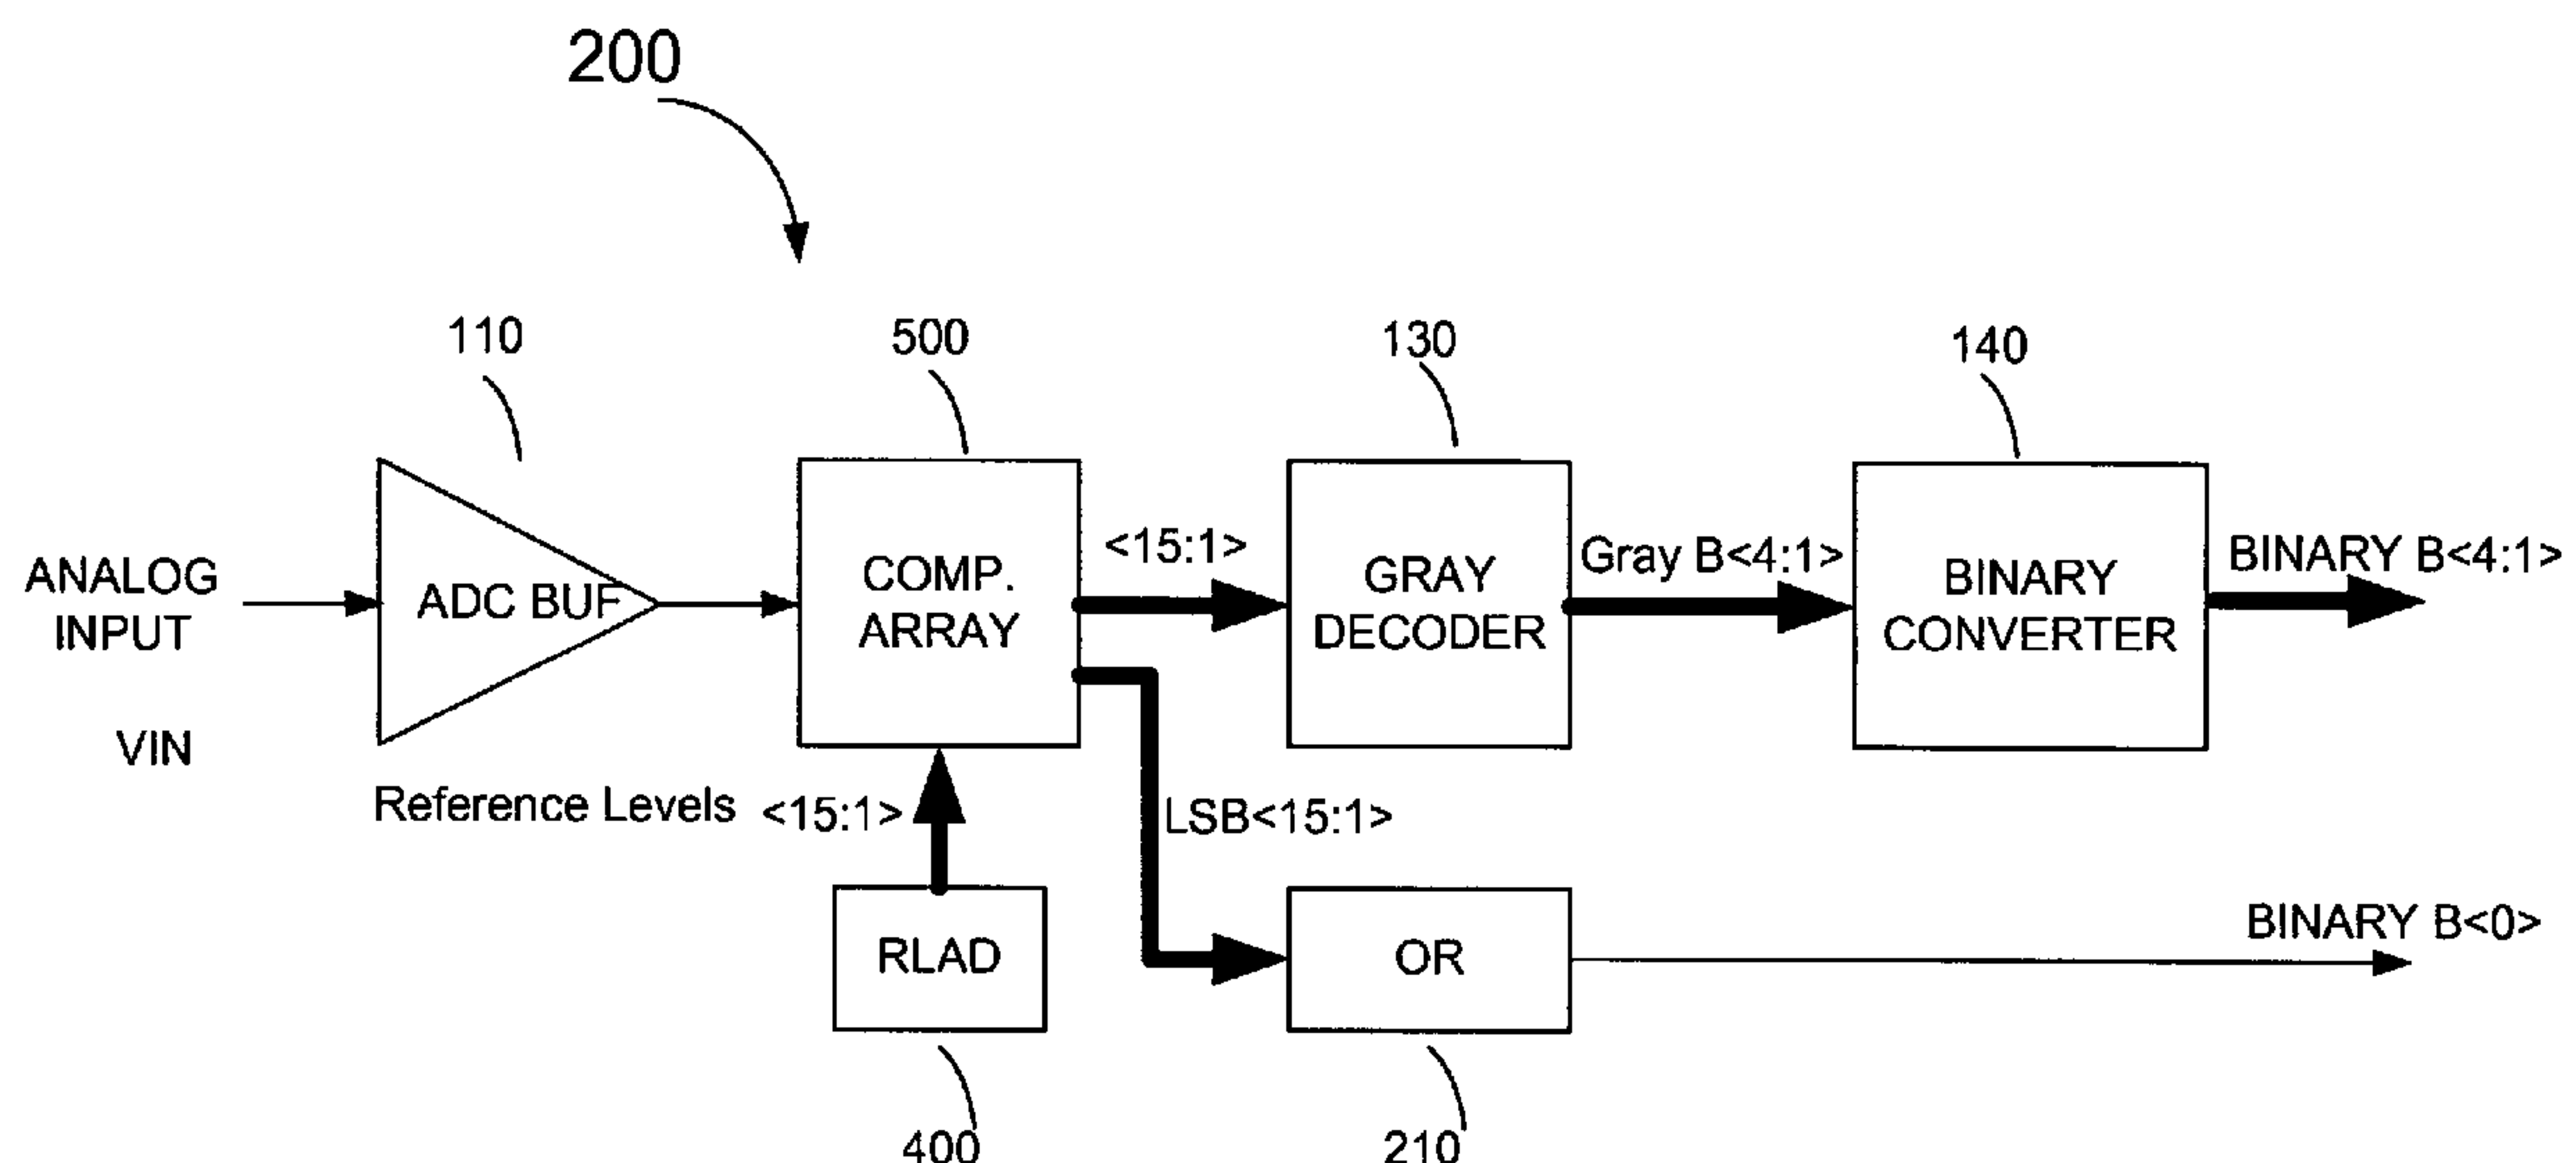 200
110
500
130
140
ANALOG
INPUT
VIN
ADC BUF
COMP.
ARRAY
<15:1>
GRAY
DECODER
Gray B<4:1>
BINARY
CONVERTER
BINARY B<4:1>
Reference Levels <15:1>
LSB<15:1>
RLAD
OR
BINARY B<0>
400
210